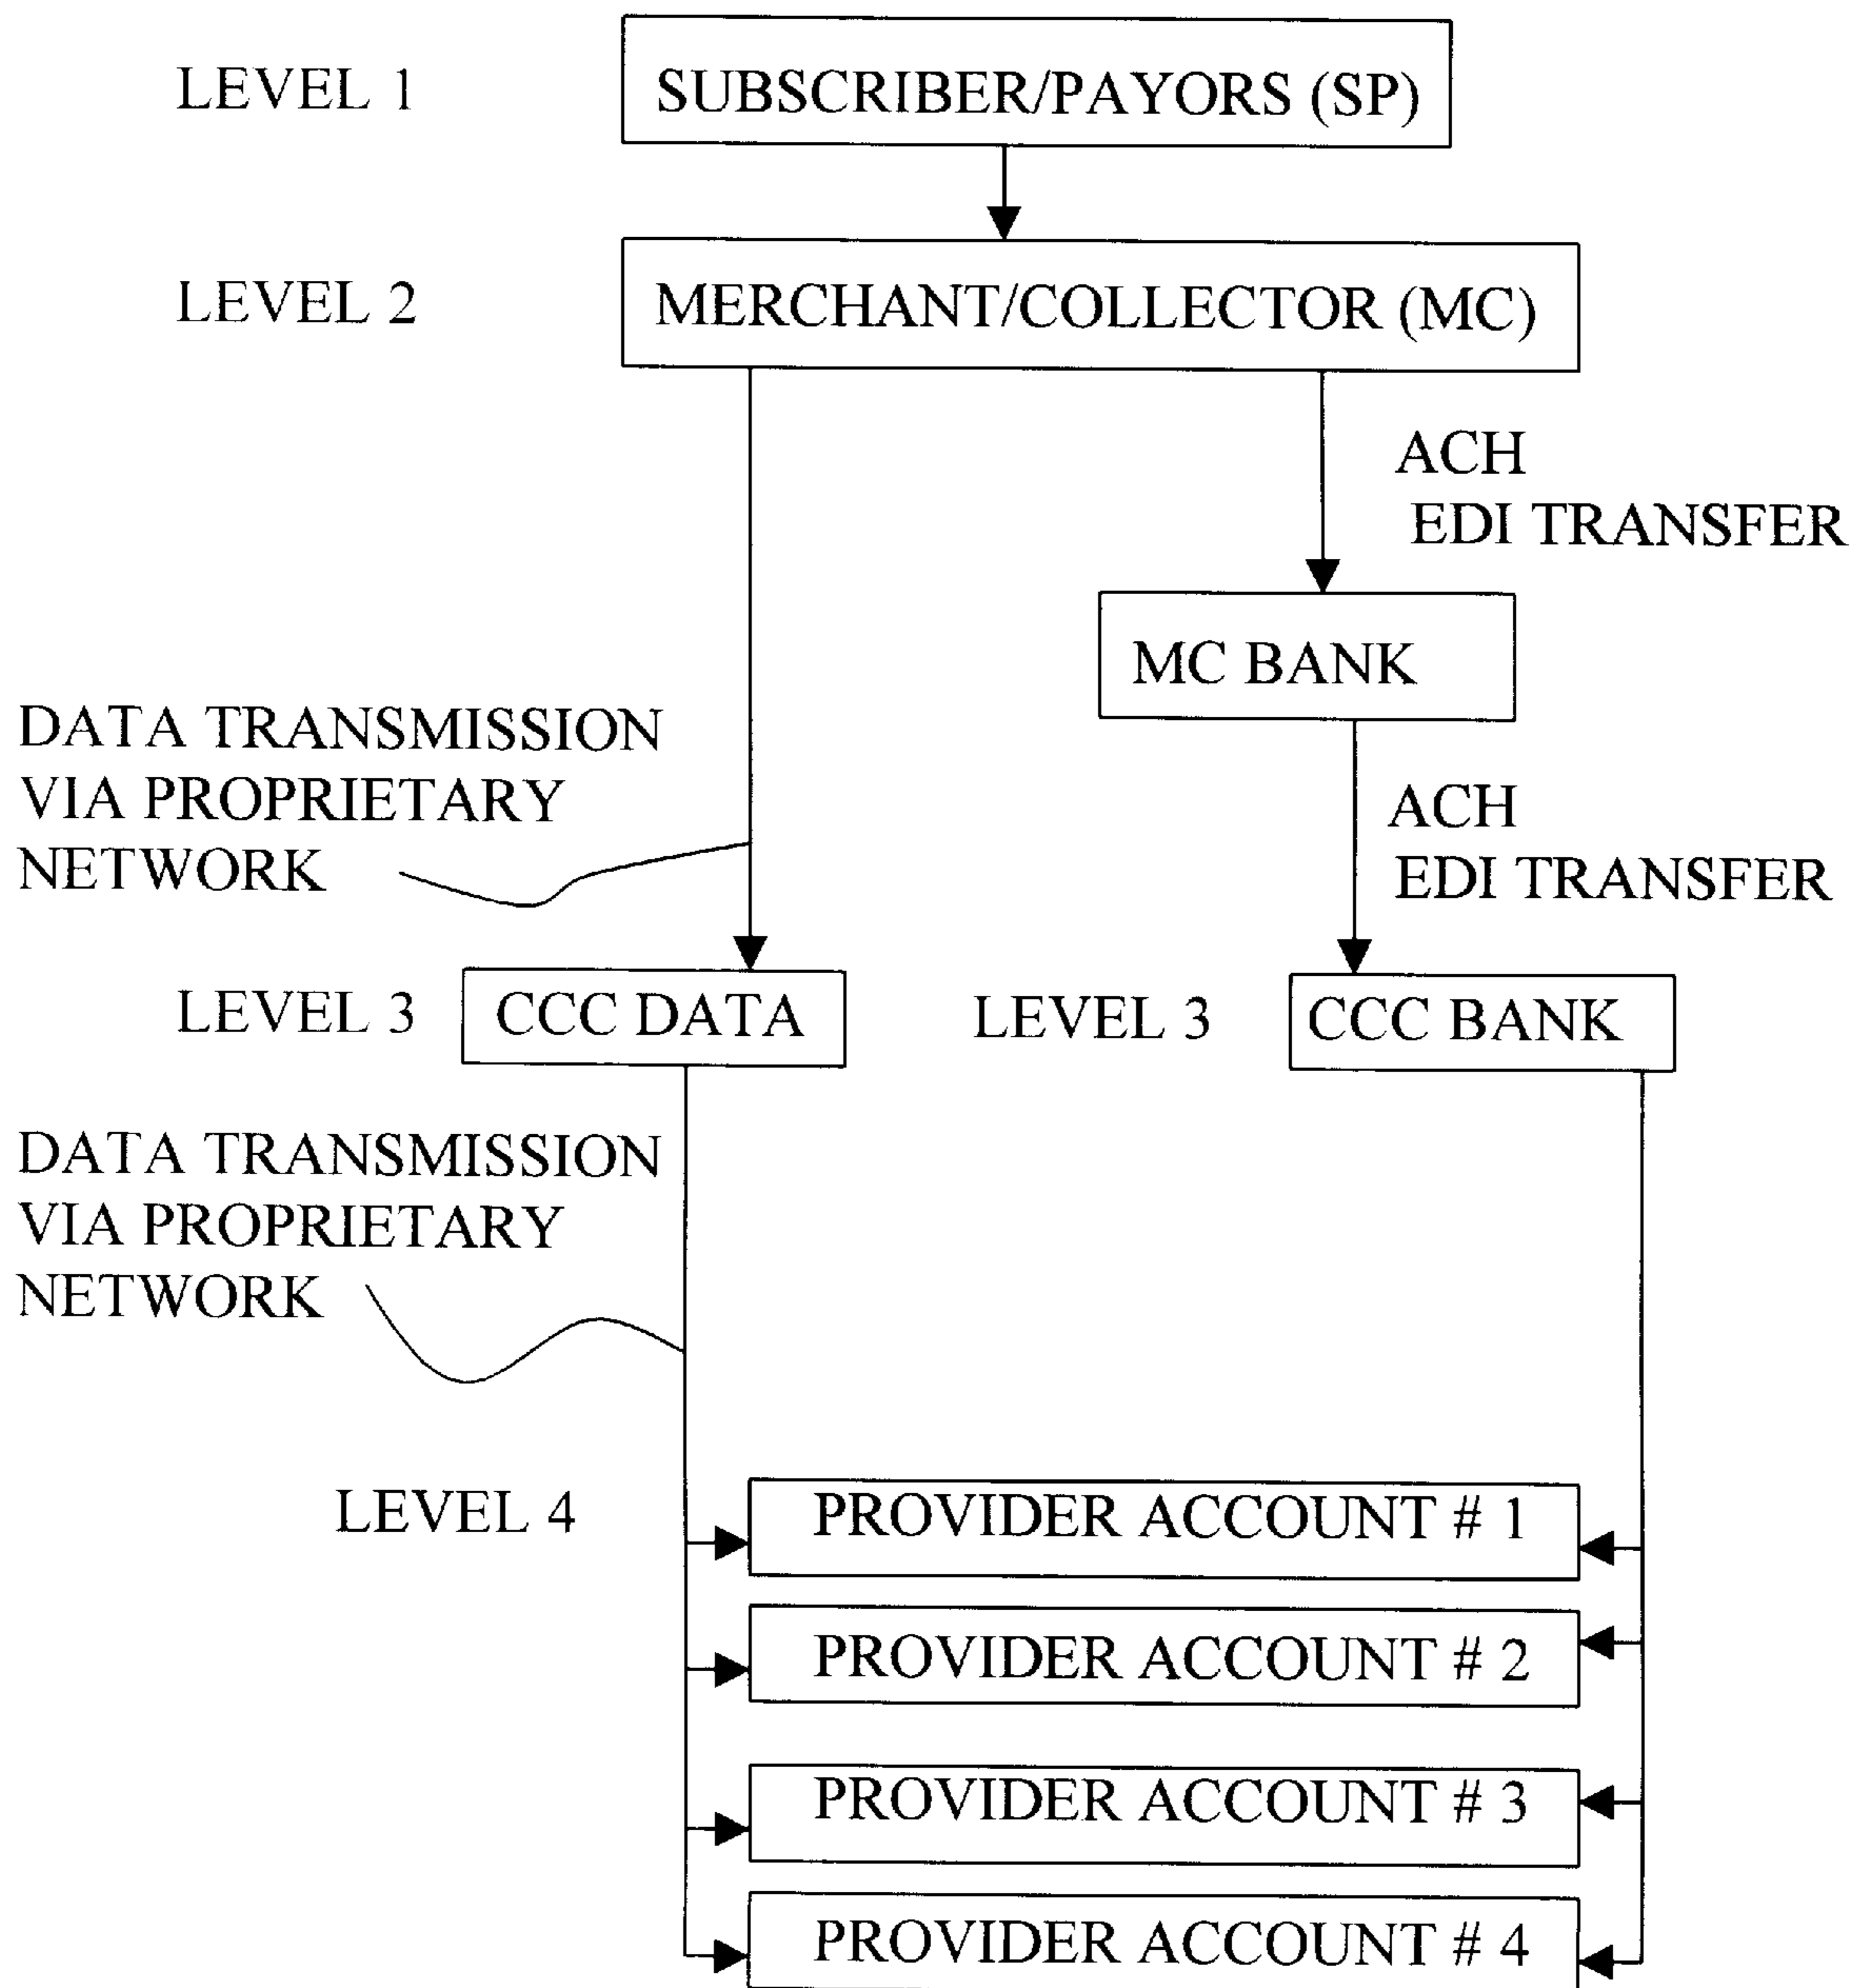 LEVEL 1
SUBSCRIBER/PAYORS (SP)
LEVEL 2
MERCHANT/COLLECTOR (MC)
ACH
EDI TRANSFER
MC BANK
DATA TRANSMISSION
VIA PROPRIETARY
NETWORK
ACH
EDI TRANSFER
LEVEL 3
CCC DATA
LEVEL 3
CCC BANK
DATA TRANSMISSION
VIA PROPRIETARY
NETWORK
LEVEL 4
PROVIDER ACCOUNT # 1
PROVIDER ACCOUNT # 2
PROVIDER ACCOUNT # 3
PROVIDER ACCOUNT # 4